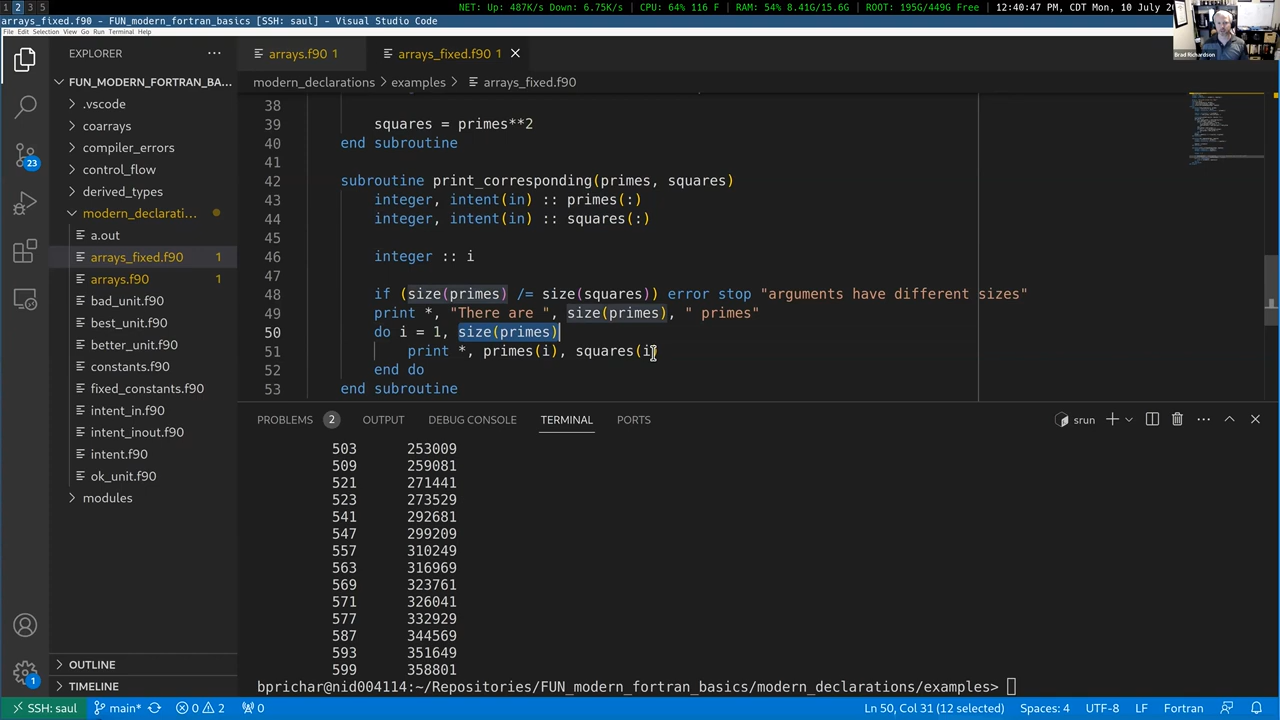 1 2 3 5
NET: Up: 487K/s Down: 6.75K/s | CPU: 64% 116 F | RAM: 54% 8.41G/15.6G | ROOT: 195G/449G Free | 12:40:47 PM, CDT Mon, 10 July 20
arrays_fixed.f90 - FUN_modern_fortran_basics [SSH: saul] - Visual Studio Code
File Edit Selection View Go Run Terminal Help
Brad Richardson
EXPLORER
arrays.f90 1
arrays_fixed.f90 1
FUN_MODERN_FORTRAN_BA...
modern_declarations > examples > arrays_fixed.f90
.vscode
coarrays
compiler_errors
control_flow
derived_types
modern_declarati...
a.out
arrays_fixed.f90 1
arrays.f90 1
bad_unit.f90
best_unit.f90
better_unit.f90
constants.f90
fixed_constants.f90
intent_in.f90
intent_inout.f90
intent.f90
ok_unit.f90
modules
OUTLINE
TIMELINE
23
1
38
39 squares = primes**2
40 end subroutine
41
42 subroutine print_corresponding(primes, squares)
43 integer, intent(in) :: primes(:)
44 integer, intent(in) :: squares(:)
45
46 integer :: i
47
48 if (size(primes) /= size(squares)) error stop "arguments have different sizes"
49 print *, "There are ", size(primes), " primes"
50 do i = 1, size(primes)
51 print *, primes(i), squares(i)
52 end do
53 end subroutine
PROBLEMS 2 OUTPUT DEBUG CONSOLE TERMINAL PORTS
srun
503 253009
509 259081
521 271441
523 273529
541 292681
547 299209
557 310249
563 316969
569 323761
571 326041
577 332929
587 344569
593 351649
599 358801
bprichar@nid004114:~/Repositories/FUN_modern_fortran_basics/modern_declarations/examples>
SSH: saul main* 0 2 0 Ln 50, Col 31 (12 selected) Spaces: 4 UTF-8 LF Fortran